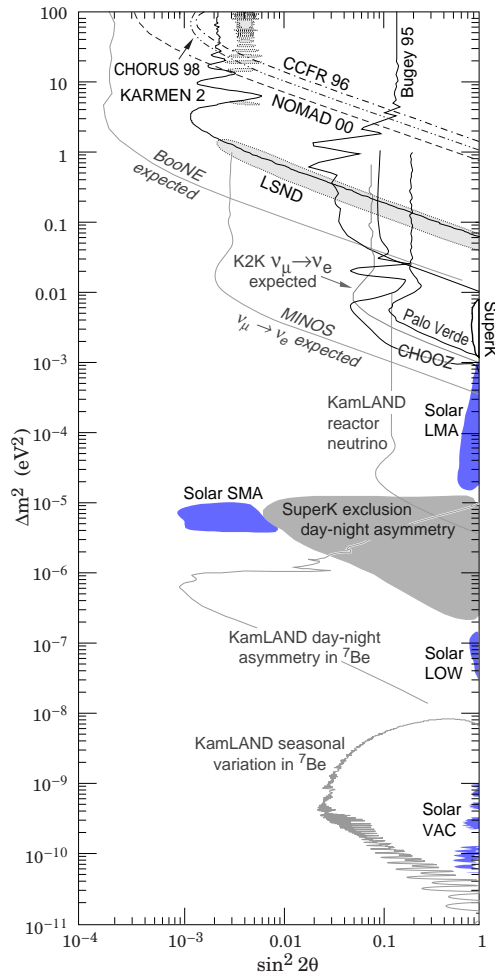 100
10
1
0.1
0.01
10⁻³
10⁻⁴
10⁻⁵
10⁻⁶
10⁻⁷
10⁻⁸
10⁻⁹
10⁻¹⁰
10⁻¹¹
Δm² (eV²)
CHORUS 98
KARMEN 2
CCFR 96
NOMAD 00
Bugey 95
BooNE
expected
LSND
K2K νμ→νe
expected
MINOS
νμ → νe expected
Palo Verde
CHOOZ
SuperK
KamLAND
reactor
neutrino
Solar
LMA
Solar SMA
SuperK exclusion
day-night asymmetry
KamLAND day-night
asymmetry in ⁷Be
Solar
LOW
KamLAND seasonal
variation in ⁷Be
Solar
VAC
10⁻⁴
10⁻³
0.01
0.1
1
sin² 2θ